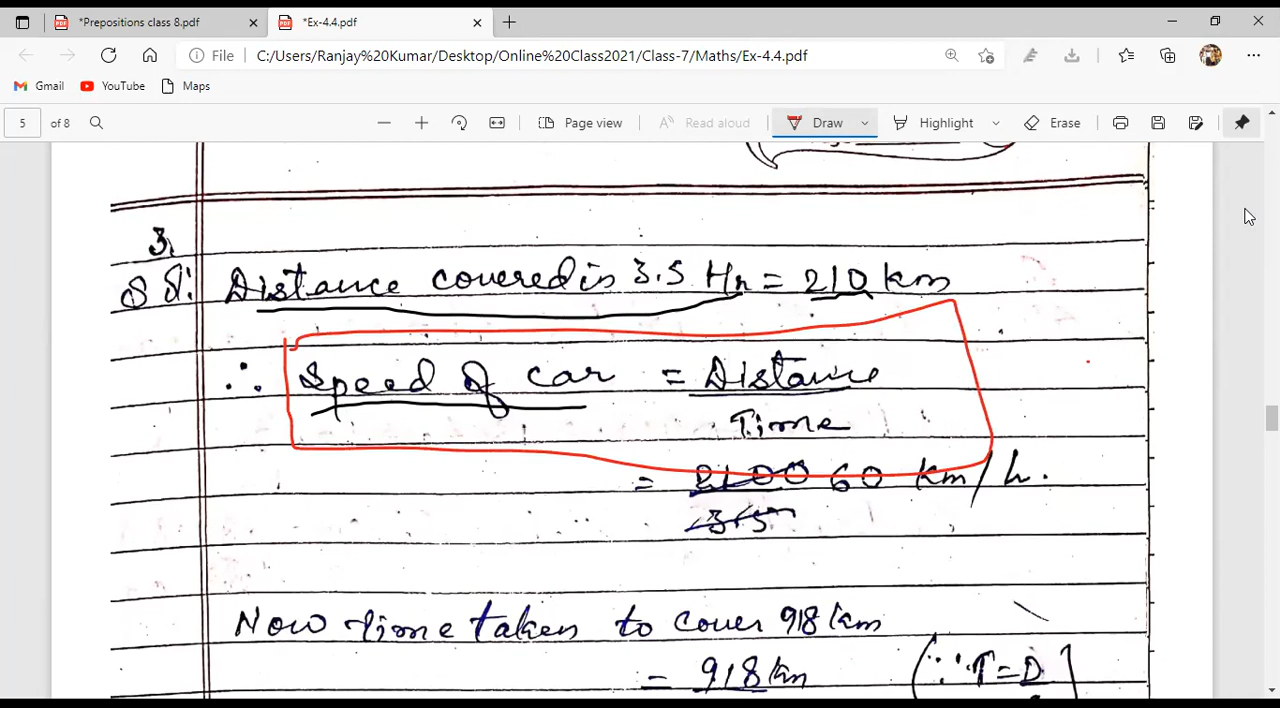 *Prepositions class 8.pdf
*Ex-4.4.pdf
File C:/Users/Ranjay%20Kumar/Desktop/Online%20Class2021/Class-7/Maths/Ex-4.4.pdf
Gmail YouTube Maps
5 of 8 Page view Read aloud Draw Highlight Erase
3.
Sol: Distance covered in 3.5 Hr = 210 km
∴ Speed of car = Distance
Time
= 2100 60 km/h.
3.5
Now time taken to cover 918 km
= 918 km (∵ T = D